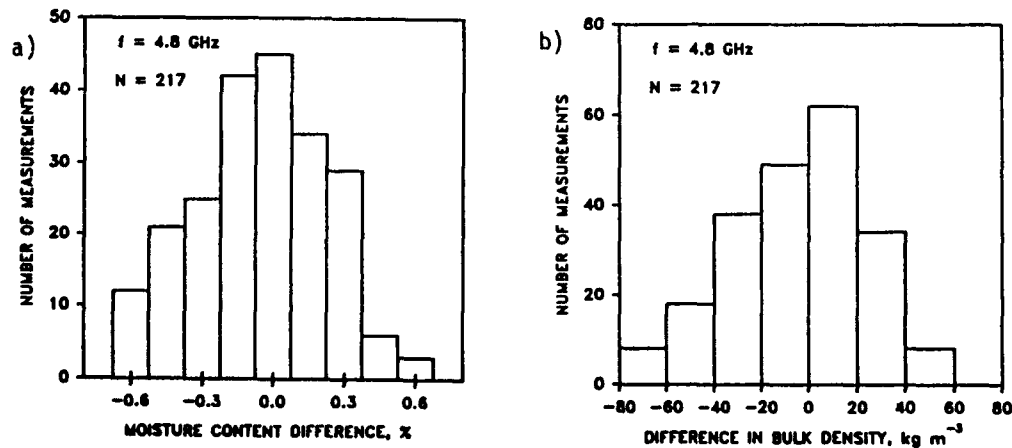 a)
f = 4.8 GHz
N = 217
NUMBER OF MEASUREMENTS
50
40
30
20
10
0
-0.6 -0.3 0.0 0.3 0.6
MOISTURE CONTENT DIFFERENCE, %
b)
f = 4.8 GHz
N = 217
NUMBER OF MEASUREMENTS
80
60
40
20
0
-80 -60 -40 -20 0 20 40 60 80
DIFFERENCE IN BULK DENSITY, kg m⁻³